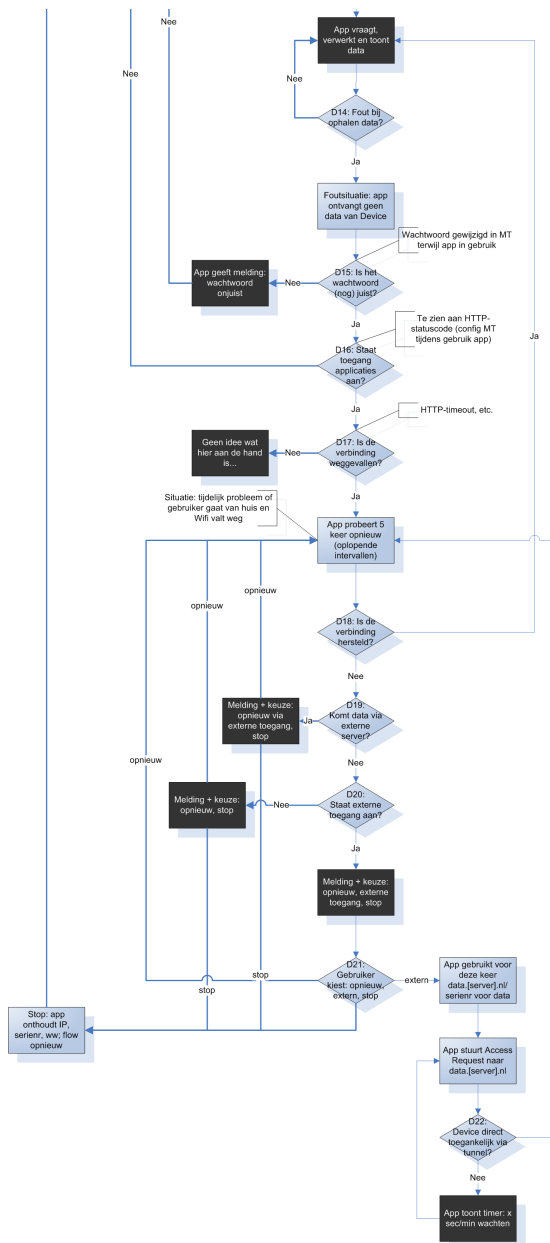 Nee
App vraagt,
verwerkt en toont
data
Nee
Nee
D14: Fout bij
ophalen data?
Ja
Foutsituatie: app
ontvangt geen
data van Device
Wachtwoord gewijzigd in MT
terwijl app in gebruik
App geeft melding:
wachtwoord
onjuist
Nee
D15: Is het
wachtwoord
(nog) juist?
Ja
Te zien aan HTTP-
statuscode (config MT
tijdens gebruik app)
Ja
D16: Staat
toegang
applicaties
aan?
Ja
HTTP-timeout, etc.
Geen idee wat
hier aan de hand
is...
Nee
D17: Is de
verbinding
weggevallen?
Ja
Situatie: tijdelijk probleem of
gebruiker gaat van huis en
Wifi valt weg
App probeert 5
keer opnieuw
(oplopende
intervallen)
opnieuw
opnieuw
D18: Is de
verbinding
hersteld?
Nee
Melding + keuze:
opnieuw via
externe toegang,
stop
Ja
D19:
Komt data via
externe
server?
opnieuw
Nee
Melding + keuze:
opnieuw, stop
Nee
D20:
Staat externe
toegang aan?
Ja
Melding + keuze:
opnieuw, externe
toegang, stop
D21:
Gebruiker
kiest: opnieuw,
extern, stop
extern
App gebruikt voor
deze keer
data.[server].nl/
serienr voor data
stop
stop
Stop: app
onthoudt IP,
serienr, ww; flow
opnieuw
App stuurt Access
Request naar
data.[server].nl
D22:
Device direct
toegankelijk via
tunnel?
Nee
App toont timer: x
sec/min wachten